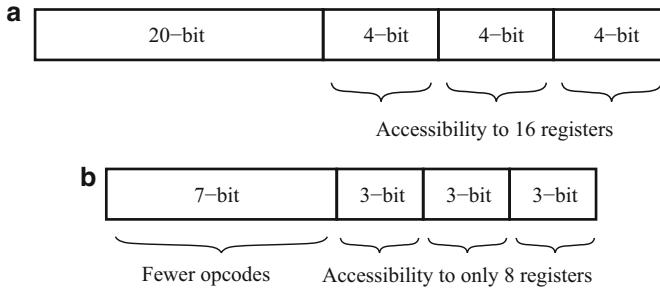 a
20−bit 4−bit 4−bit 4−bit
Accessibility to 16 registers
b
7−bit 3−bit 3−bit 3−bit
Fewer opcodes Accessibility to only 8 registers